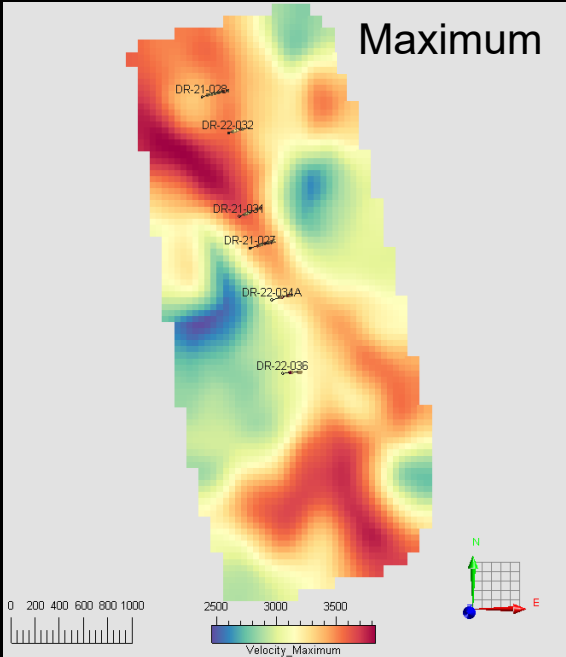 Maximum
DR-21-028
DR-22-032
DR-21-031
DR-21-027
DR-22-034A
DR-22-036
N
E
0 200 400 600 800 1000
2500 3000 3500
Velocity_Maximum